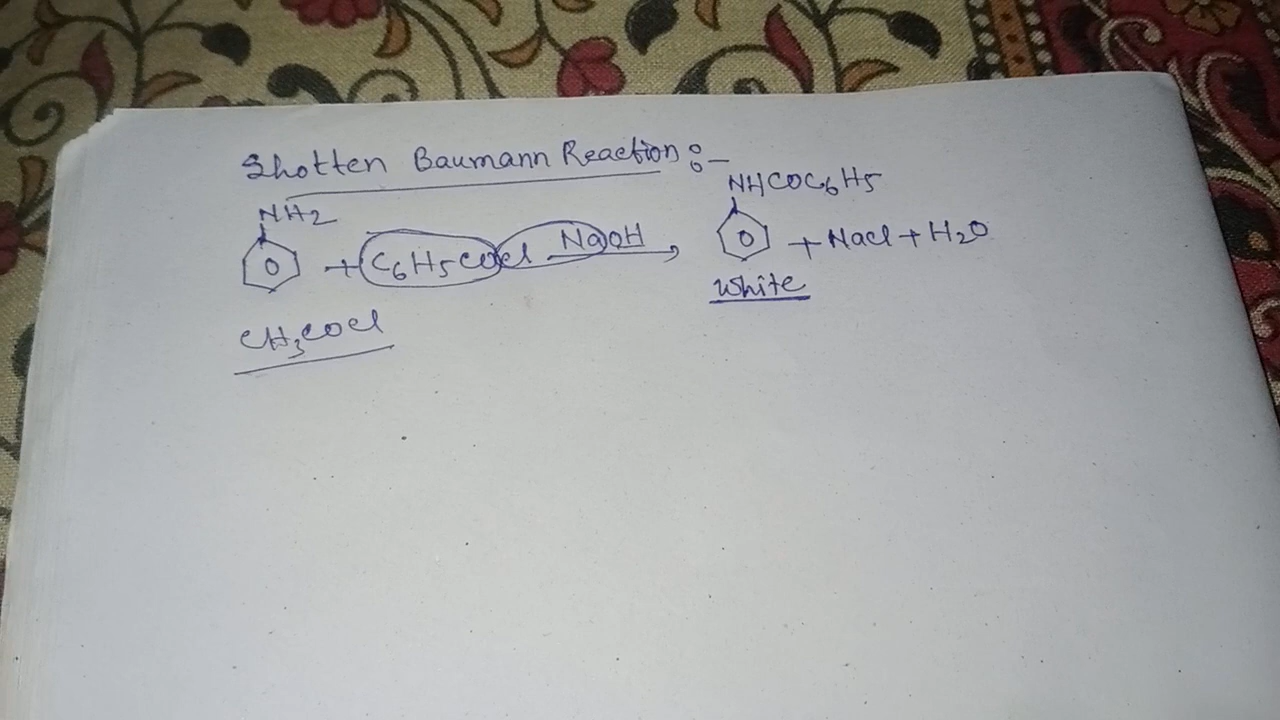 Shotten Baumann Reaction :-
NH2 NHCOC6H5
+ C6H5COCl NaOH + NaCl + H2O
White
CH3COCl